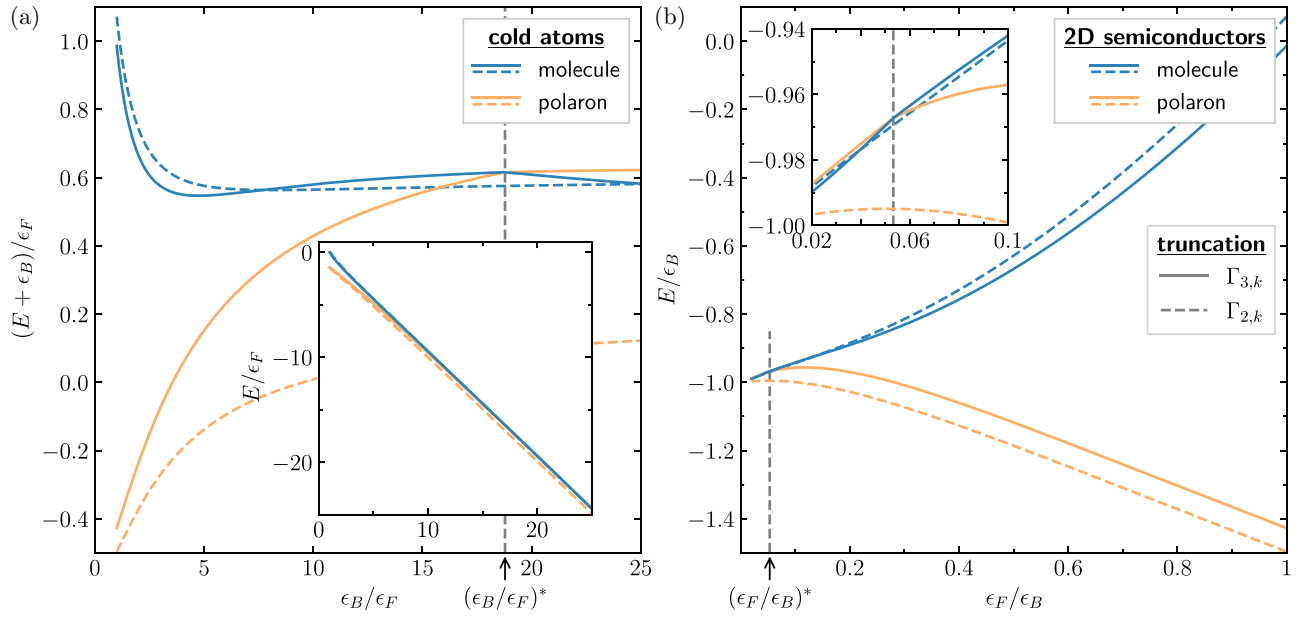 (a)
cold atoms
molecule
polaron
(E + ϵ_B)/ϵ_F
1.0
0.8
0.6
0.4
0.2
0.0
−0.2
−0.4
0
5
10
15
20
25
ϵ_B/ϵ_F
(ϵ_B/ϵ_F)*
E/ϵ_F
0
−10
−20
0
10
20
(b)
2D semiconductors
molecule
polaron
truncation
Γ_{3,k}
Γ_{2,k}
E/ϵ_B
0.0
−0.2
−0.4
−0.6
−0.8
−1.0
−1.2
−1.4
(ϵ_F/ϵ_B)*
0.2
0.4
0.6
0.8
1
ϵ_F/ϵ_B
−0.94
−0.96
−0.98
−1.00
0.02
0.06
0.1